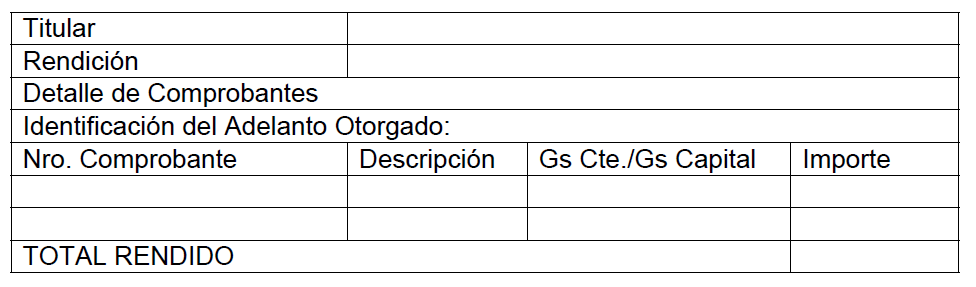 Titular
Rendición
Detalle de Comprobantes
Identificación del Adelanto Otorgado:
Nro. Comprobante Descripción Gs Cte./Gs Capital Importe
TOTAL RENDIDO